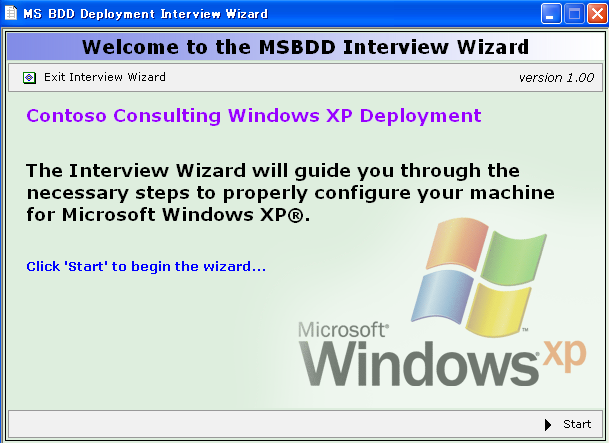 MS BDD Deployment Interview Wizard
Welcome to the MSBDD Interview Wizard
Exit Interview Wizard
version 1.00
Contoso Consulting Windows XP Deployment
The Interview Wizard will guide you through the
necessary steps to properly configure your machine
for Microsoft Windows XP®.
Click 'Start' to begin the wizard...
Microsoft®
Windows xp
™
Start